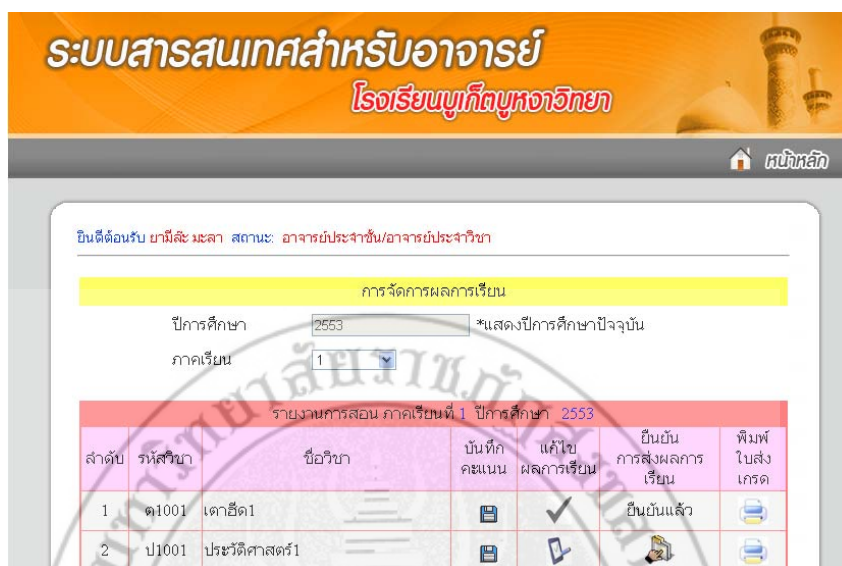 ระบบสารสนเทศสำหรับอาจารย์
โรงเรียนบูเก็ตบูหงาวิทยา
หน้าหลัก
ยินดีต้อนรับ ยามีล๊ะ มะลา สถานะ: อาจารย์ประจำชั้น/อาจารย์ประจำวิชา
การจัดการผลการเรียน
ปีการศึกษา 2553 *แสดงปีการศึกษาปัจจุบัน
ภาคเรียน 1
รายงานการสอน ภาคเรียนที่ 1 ปีการศึกษา 2553
ลำดับ รหัสวิชา ชื่อวิชา บันทึกคะแนน แก้ไขผลการเรียน ยืนยันการส่งผลการเรียน พิมพ์ใบส่งเกรด
1 ต1001 เตาฮีด1 ยืนยันแล้ว
2 ป1001 ประวัติศาสตร์1